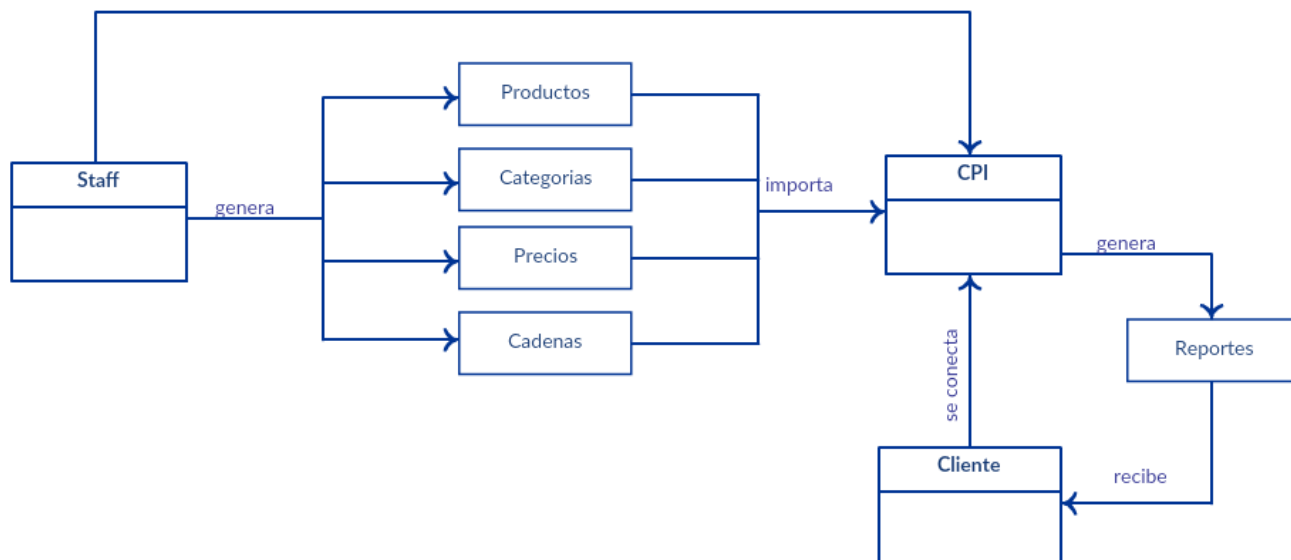 Productos
Staff
Categorias
CPI
importa
genera
genera
Precios
Cadenas
se conecta
Reportes
Cliente
recibe